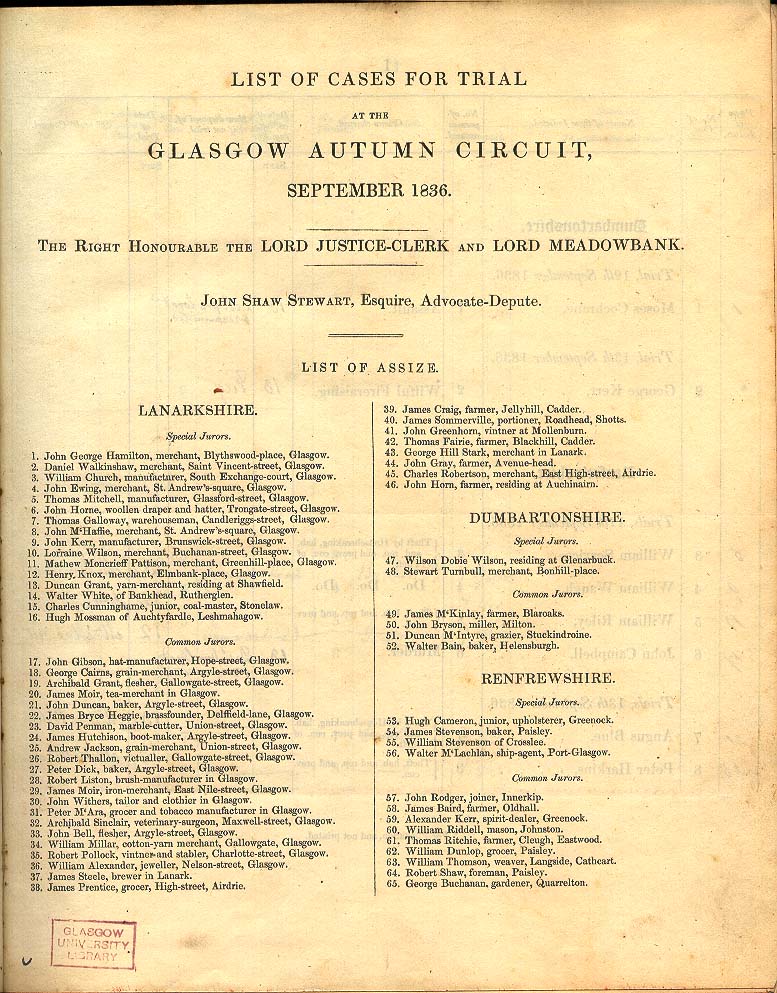 LIST OF CASES FOR TRIAL
AT THE
GLASGOW AUTUMN CIRCUIT,
SEPTEMBER 1836.
THE RIGHT HONOURABLE THE LORD JUSTICE-CLERK AND LORD MEADOWBANK.
JOHN SHAW STEWART, Esquire, Advocate-Depute.
LIST OF ASSIZE.
LANARKSHIRE.
Special Jurors.
1. John George Hamilton, merchant, Blythswood-place, Glasgow.
2. Daniel Walkinshaw, merchant, Saint Vincent-street, Glasgow.
3. William Church, manufacturer, South Exchange-court, Glasgow.
4. John Ewing, merchant, St. Andrew's-square, Glasgow.
5. Thomas Mitchell, manufacturer, Glassford-street, Glasgow.
6. John Horne, woollen draper and hatter, Trongate-street, Glasgow.
7. Thomas Galloway, warehouseman, Candleriggs-street, Glasgow.
8. John M'Haffie, merchant, St. Andrew's-square, Glasgow.
9. John Kerr, manufacturer, Brunswick-street, Glasgow.
10. Lorraine Wilson, merchant, Buchanan-street, Glasgow.
11. Mathew Moncrieff Pattison, merchant, Greenhill-place, Glasgow.
12. Henry, Knox, merchant, Elmbank-place, Glasgow.
13. Duncan Grant, yarn-merchant, residing at Shawfield.
14. Walter White, of Bankhead, Rutherglen.
15. Charles Cunninghame, junior, coal-master, Stonelaw.
16. Hugh Mossman of Auchtyfardle, Leshmahagow.
Common Jurors.
17. John Gibson, hat-manufacturer, Hope-street, Glasgow.
18. George Cairns, grain-merchant, Argyle-street, Glasgow.
19. Archibald Grant, flesher, Gallowgate-street, Glasgow.
20. James Moir, tea-merchant in Glasgow.
21. John Duncan, baker, Argyle-street, Glasgow.
22. James Bryce Heggie, brassfounder, Delffield-lane, Glasgow.
23. David Penman, marble-cutter, Union-street, Glasgow.
24. James Hutchison, boot-maker, Argyle-street, Glasgow.
25. Andrew Jackson, grain-merchant, Union-street, Glasgow.
26. Robert Thallon, victualler, Gallowgate-street, Glasgow.
27. Peter Dick, baker, Argyle-street, Glasgow.
28. Robert Liston, brush-manufacturer in Glasgow.
29. James Moir, iron-merchant, East Nile-street, Glasgow.
30. John Withers, tailor and clothier in Glasgow.
31. Peter M'Ara, grocer and tobacco manufacturer in Glasgow.
32. Archibald Sinclair, veterinary-surgeon, Maxwell-street, Glasgow.
33. John Bell, flesher, Argyle-street, Glasgow.
34. William Millar, cotton-yarn merchant, Gallowgate, Glasgow.
35. Robert Pollock, vintner and stabler, Charlotte-street, Glasgow.
36. William Alexander, jeweller, Nelson-street, Glasgow.
37. James Steele, brewer in Lanark.
38. James Prentice, grocer, High-street, Airdrie.
39. James Craig, farmer, Jellyhill, Cadder.
40. James Sommerville, portioner, Roadhead, Shotts.
41. John Greenhorn, vintner at Mollenburn.
42. Thomas Fairie, farmer, Blackhill, Cadder.
43. George Hill Stark, merchant in Lanark.
44. John Gray, farmer, Avenue-head.
45. Charles Robertson, merchant, East High-street, Airdrie.
46. John Horn, farmer, residing at Auchinairn.
DUMBARTONSHIRE.
Special Jurors.
47. Wilson Dobie Wilson, residing at Glenarbuck.
48. Stewart Turnbull, merchant, Bonhill-place.
Common Jurors.
49. James M'Kinlay, farmer, Blaroaks.
50. John Bryson, miller, Milton.
51. Duncan M'Intyre, grazier, Stuckindroine.
52. Walter Bain, baker, Helensburgh.
RENFREWSHIRE.
Special Jurors.
53. Hugh Cameron, junior, upholsterer, Greenock.
54. James Stevenson, baker, Paisley.
55. William Stevenson of Crosslee.
56. Walter M'Lachlan, ship-agent, Port-Glasgow.
Common Jurors.
57. John Rodger, joiner, Innerkip.
58. James Baird, farmer, Oldhall.
59. Alexander Kerr, spirit-dealer, Greenock.
60. William Riddell, mason, Johnston.
61. Thomas Ritchie, farmer, Cleugh, Eastwood.
62. William Dunlop, grocer, Paisley.
63. William Thomson, weaver, Langside, Cathcart.
64. Robert Shaw, foreman, Paisley.
65. George Buchanan, gardener, Quarrelton.
GLASGOW
UNIVERSITY
LIBRARY